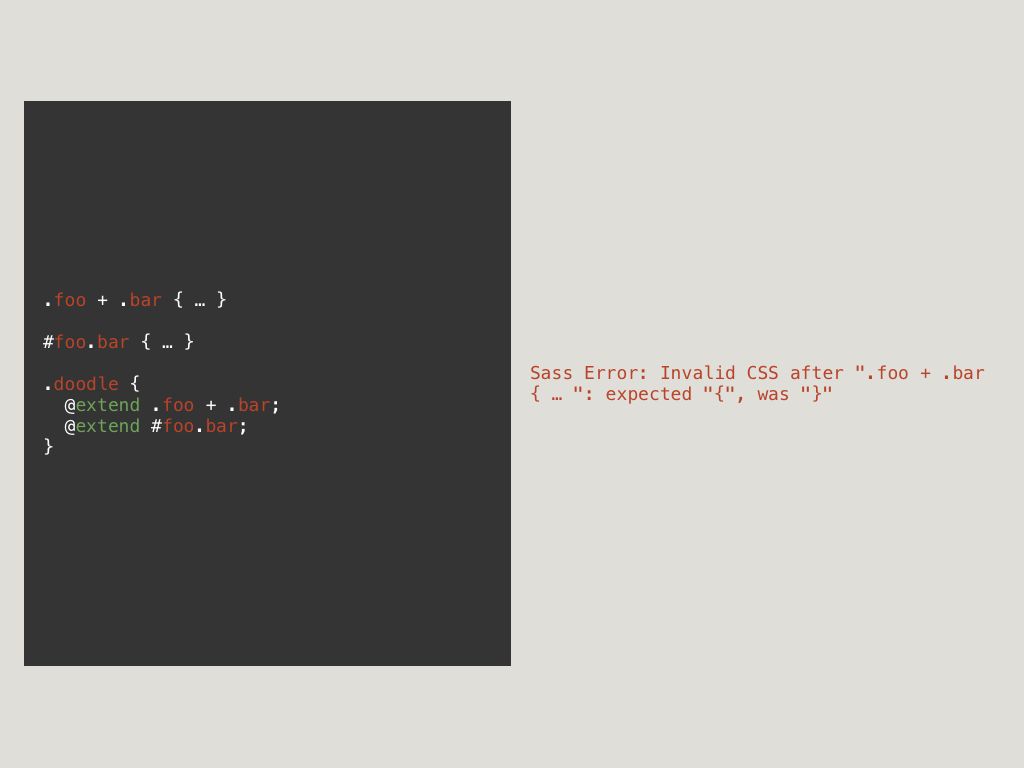 .foo + .bar { … }
#foo.bar { … }
.doodle {
  @extend .foo + .bar;
  @extend #foo.bar;
}
Sass Error: Invalid CSS after ".foo + .bar
{ … ": expected "{", was "}"